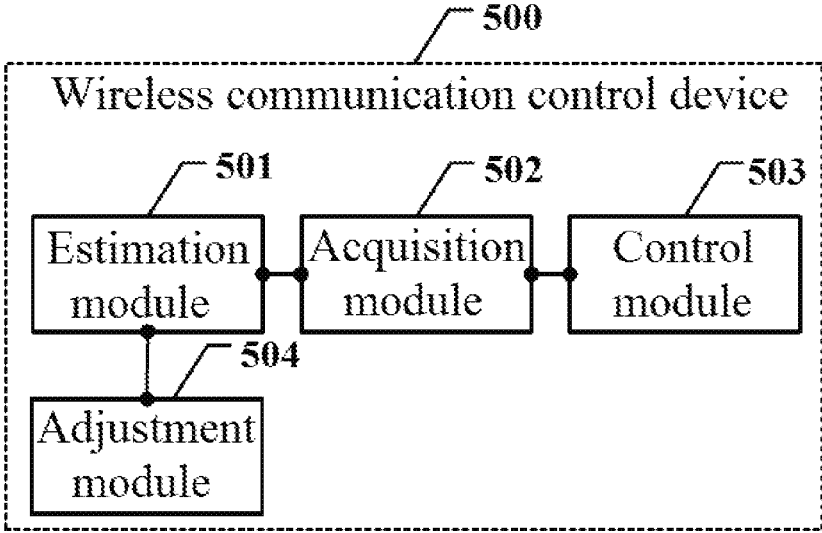 500
Wireless communication control device
501
502
503
Estimation
module
Acquisition
module
Control
module
504
Adjustment
module